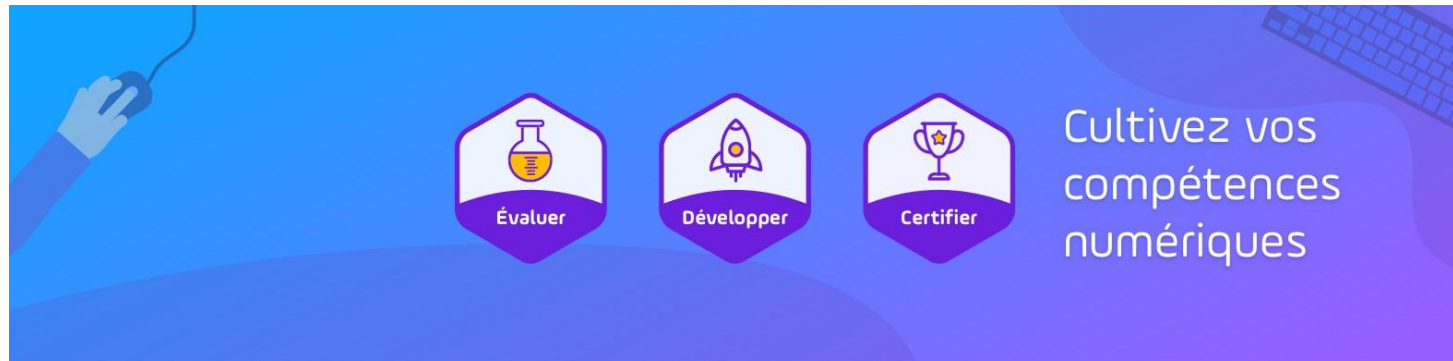 Évaluer
Développer
Certifier
Cultivez vos
compétences
numériques